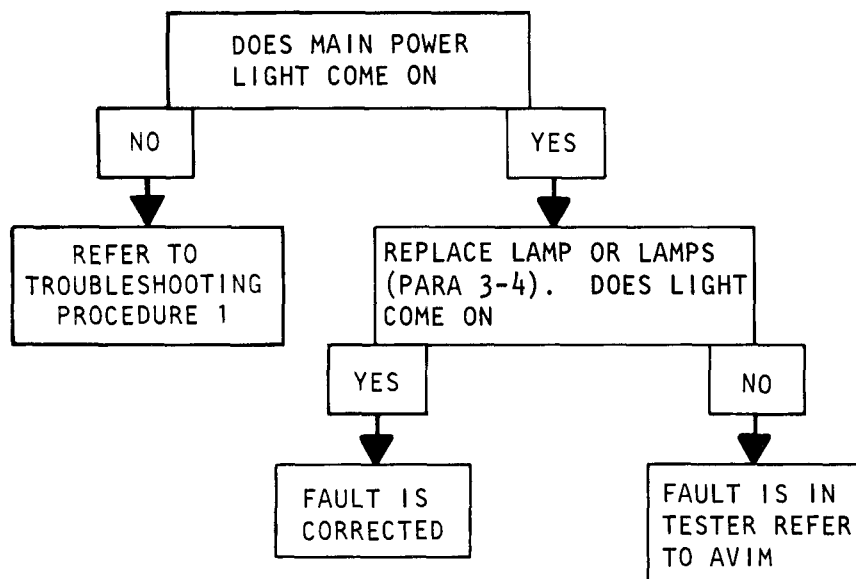 DOES MAIN POWER
LIGHT COME ON
NO
YES
REFER TO
TROUBLESHOOTING
PROCEDURE 1
REPLACE LAMP OR LAMPS
(PARA 3-4). DOES LIGHT
COME ON
YES
NO
FAULT IS
CORRECTED
FAULT IS IN
TESTER REFER
TO AVIM